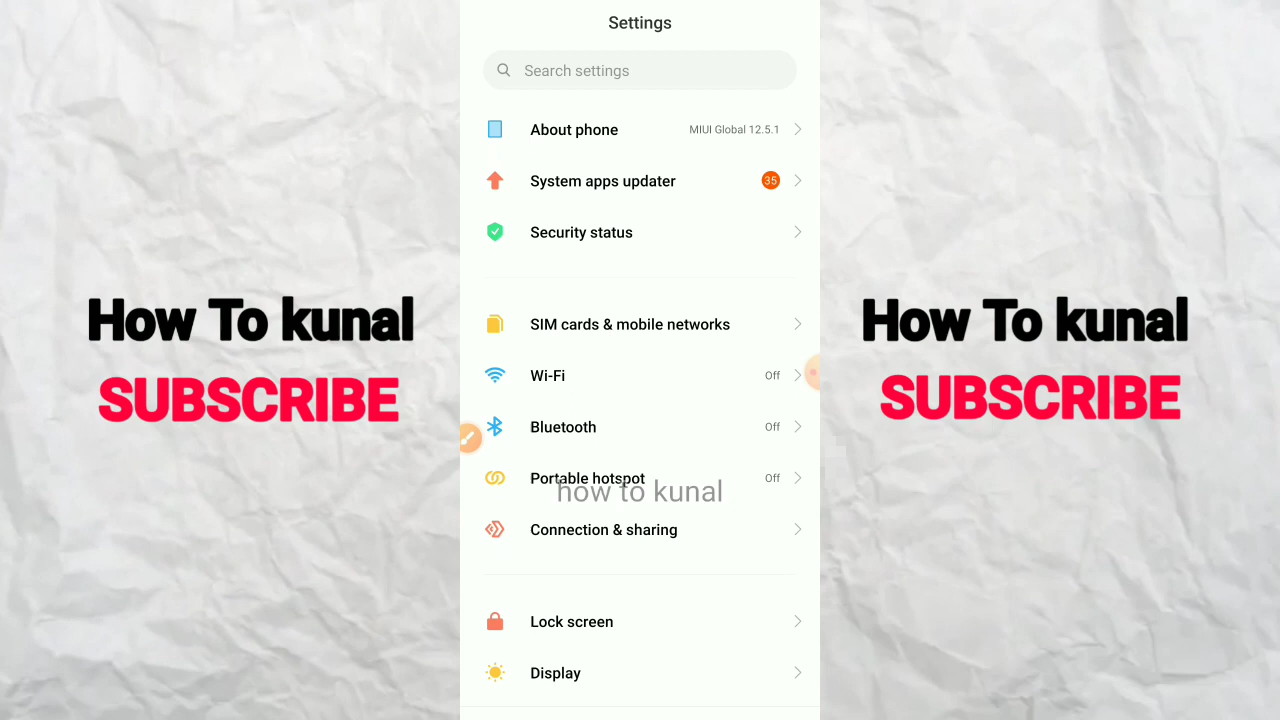 Settings
Search settings
About phone MIUI Global 12.5.1
System apps updater 35
Security status
SIM cards & mobile networks
Wi-Fi Off
Bluetooth Off
Portable hotspot Off
how to kunal
Connection & sharing
Lock screen
Display
How To kunal
SUBSCRIBE
How To kunal
SUBSCRIBE